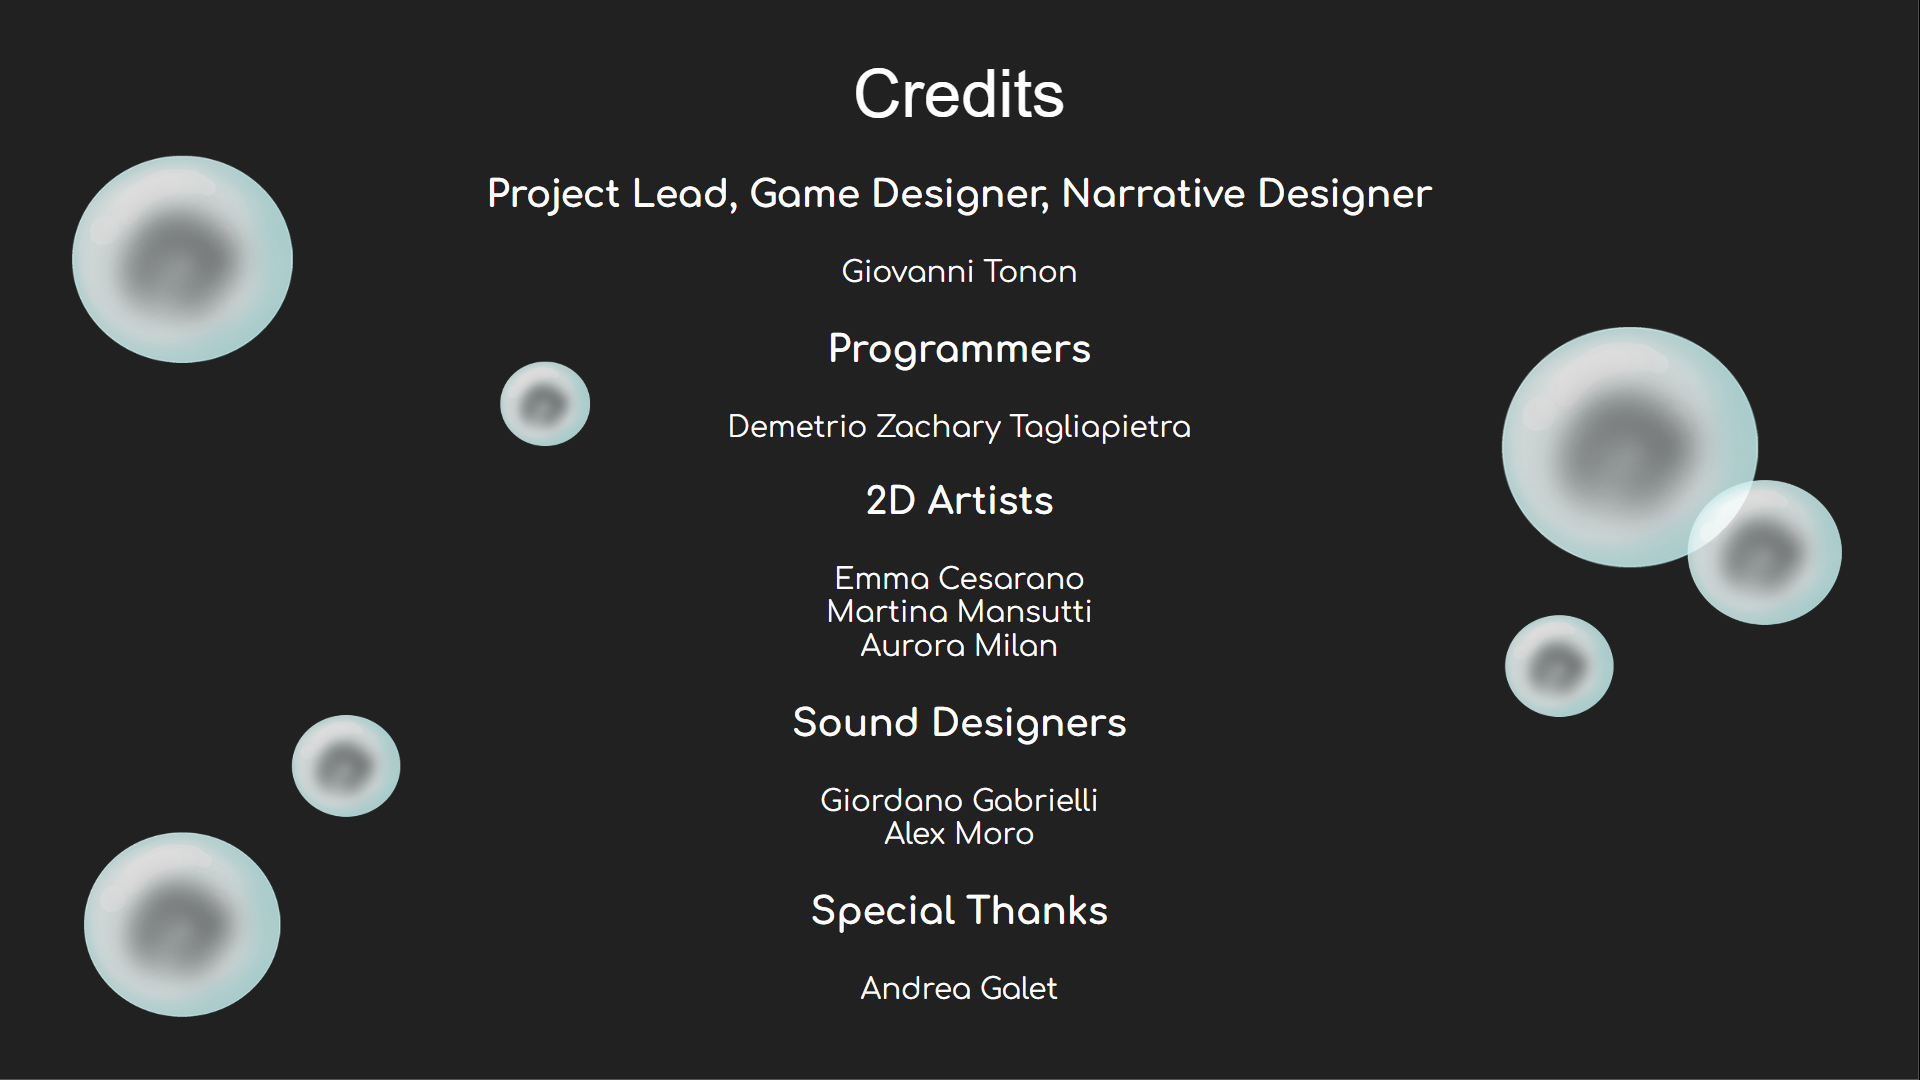 Credits
Project Lead, Game Designer, Narrative Designer
Giovanni Tonon
Programmers
Demetrio Zachary Tagliapietra
2D Artists
Emma Cesarano
Martina Mansutti
Aurora Milan
Sound Designers
Giordano Gabrielli
Alex Moro
Special Thanks
Andrea Galet